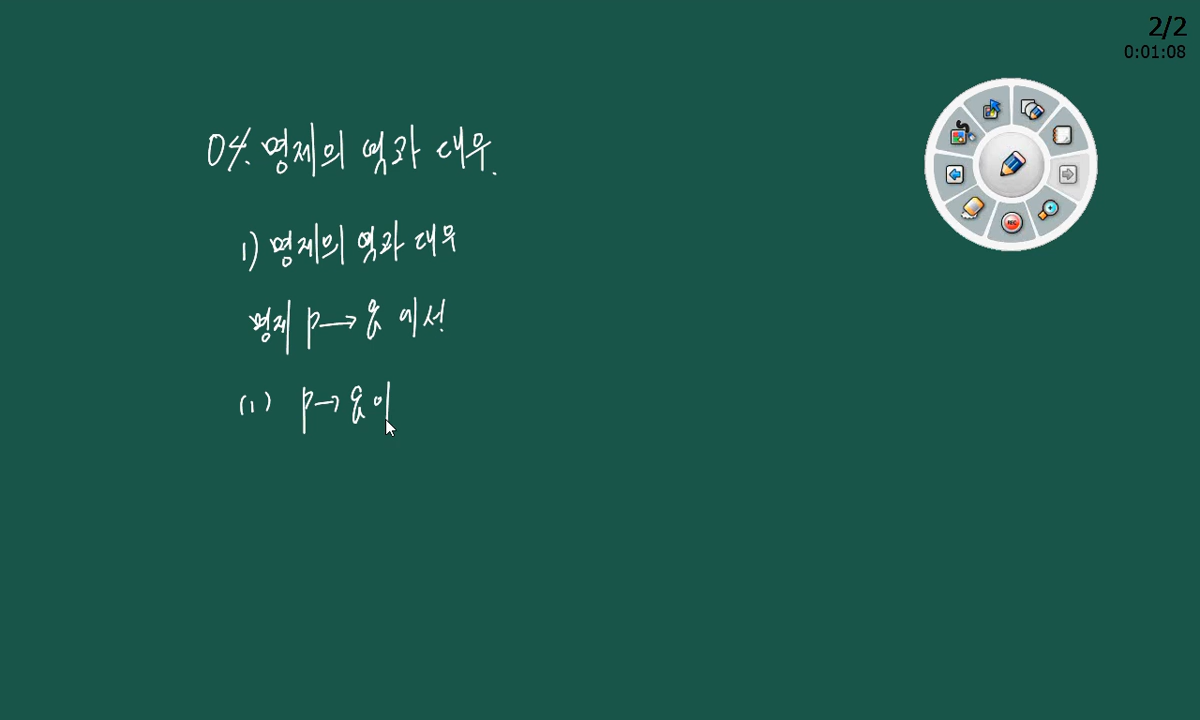 2/2
0:01:08
04. 명제의 역과 대우.
1) 명제의 역과 대우
명제 p → q 에서
(1) p → q 이
REC